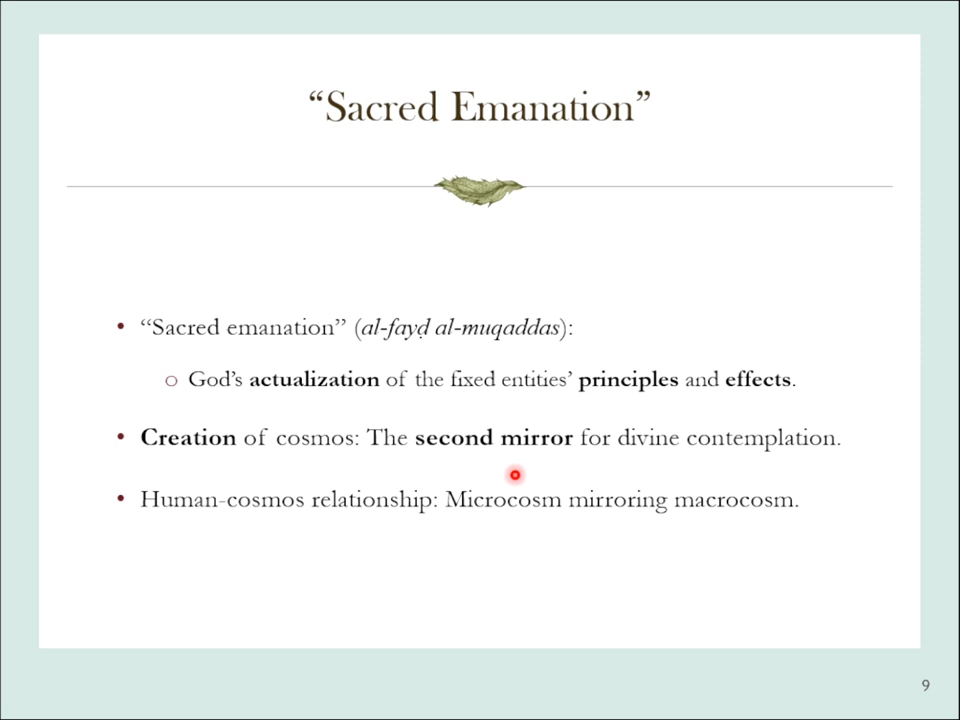 “Sacred Emanation”
• “Sacred emanation” (al-fayḍ al-muqaddas):
o God’s actualization of the fixed entities’ principles and effects.
• Creation of cosmos: The second mirror for divine contemplation.
• Human-cosmos relationship: Microcosm mirroring macrocosm.
9